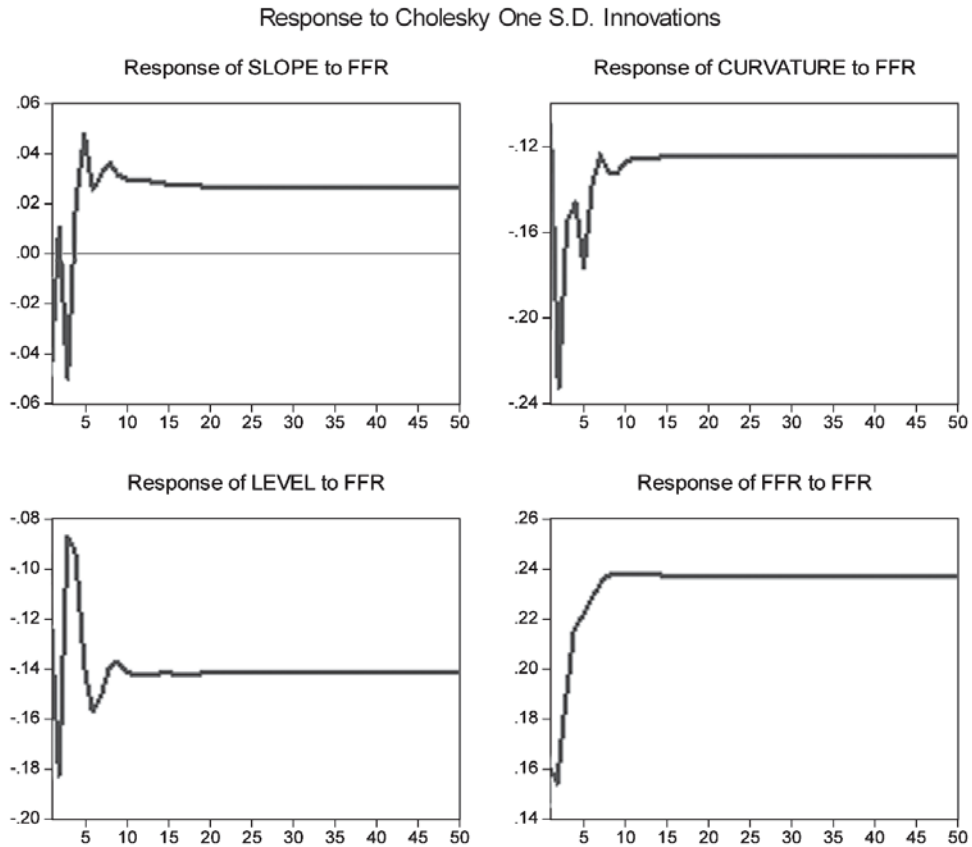 Response to Cholesky One S.D. Innovations
Response of SLOPE to FFR
.06
.04
.02
.00
-.02
-.04
-.06
5 10 15 20 25 30 35 40 45 50
Response of CURVATURE to FFR
-.12
-.16
-.20
-.24
5 10 15 20 25 30 35 40 45 50
Response of LEVEL to FFR
-.08
-.10
-.12
-.14
-.16
-.18
-.20
5 10 15 20 25 30 35 40 45 50
Response of FFR to FFR
.26
.24
.22
.20
.18
.16
.14
5 10 15 20 25 30 35 40 45 50